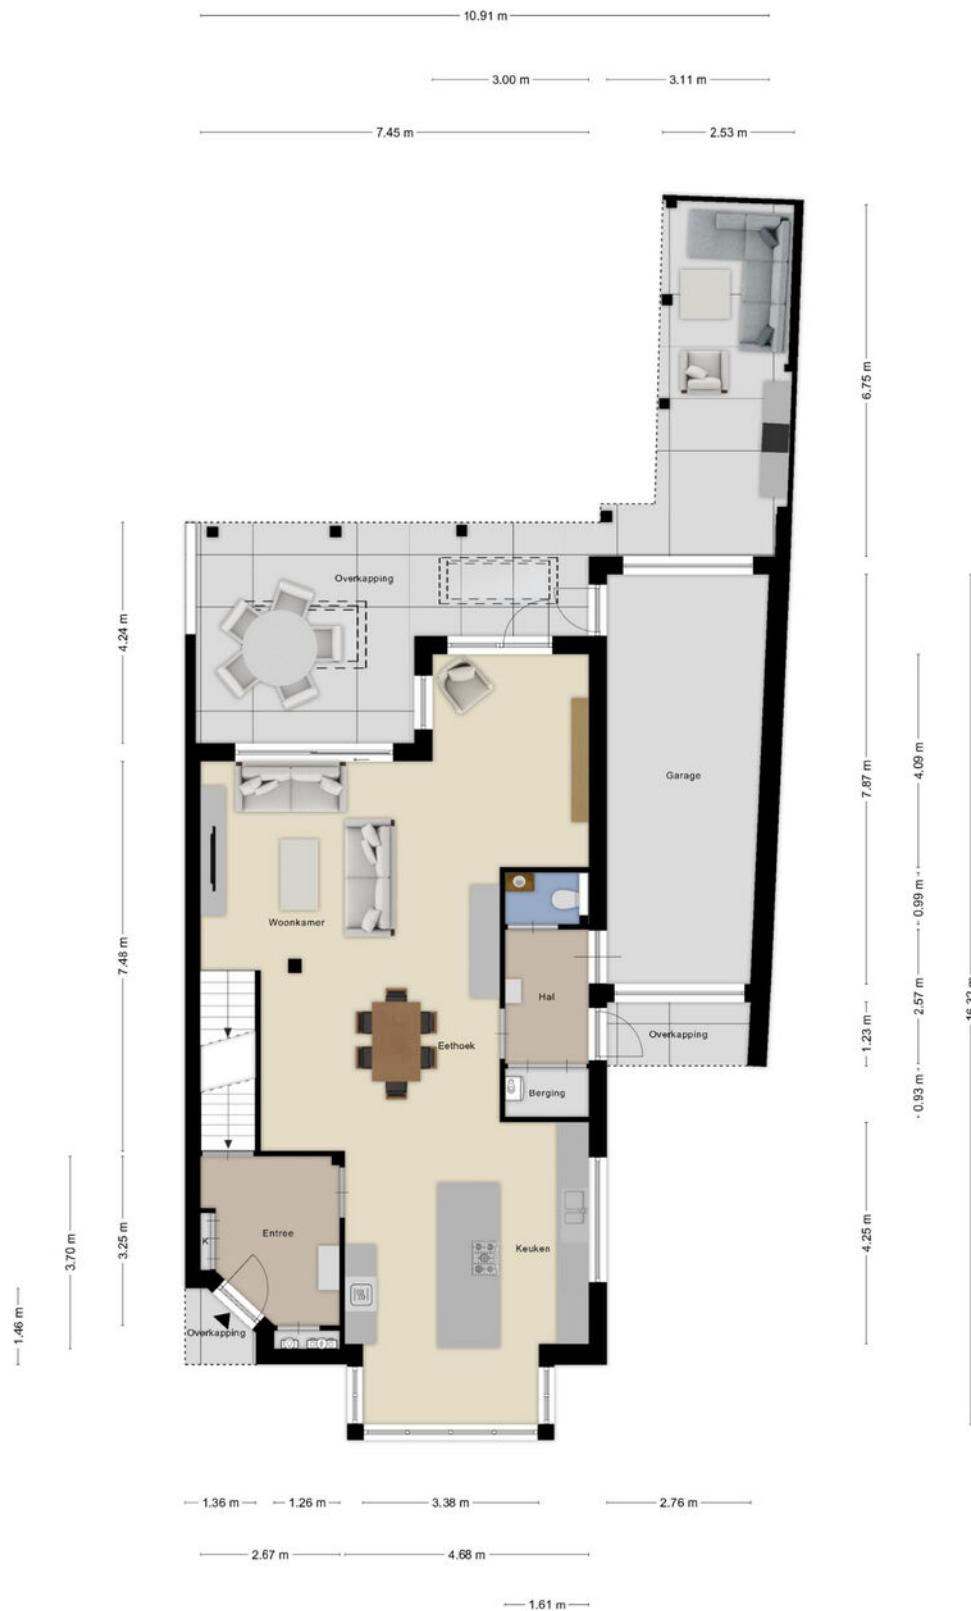 10.91 m
3.00 m
3.11 m
7.45 m
2.53 m
6.75 m
Overkapping
4.24 m
4.09 m
Garage
7.87 m
0.99 m
Woonkamer
7.48 m
Hal
2.57 m
16.32 m
1.23 m
Overkapping
Eethoek
Berging
0.93 m
Entree
K
Keuken
4.25 m
3.25 m
3.70 m
1.46 m
Overkapping
1.36 m
1.26 m
3.38 m
2.76 m
2.67 m
4.68 m
1.61 m